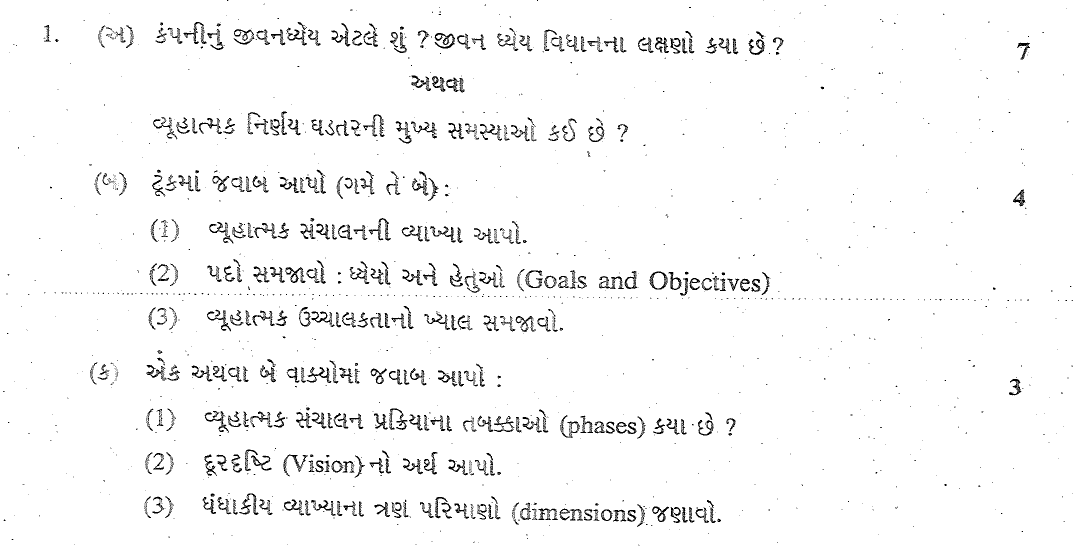 1. (અ) કંપનીનું જીવનધ્યેય એટલે શું ? જીવન ધ્યેય વિધાનના લક્ષણો કયા છે ? 7
અથવા
વ્યૂહાત્મક નિર્ણય ઘડતરની મુખ્ય સમસ્યાઓ કઈ છે ?
(બ) ટૂંકમાં જવાબ આપો (ગમે તે બે) : 4
(1) વ્યૂહાત્મક સંચાલનની વ્યાખ્યા આપો.
(2) પદો સમજાવો : ધ્યેયો અને હેતુઓ (Goals and Objectives)
(3) વ્યૂહાત્મક ઉચ્ચાલકતાનો ખ્યાલ સમજાવો.
(ક) એક અથવા બે વાક્યોમાં જવાબ આપો : 3
(1) વ્યૂહાત્મક સંચાલન પ્રક્રિયાના તબક્કાઓ (phases) કયા છે ?
(2) દૂરદૃષ્ટિ (Vision) નો અર્થ આપો.
(3) ધંધાકીય વ્યાખ્યાના ત્રણ પરિમાણો (dimensions) જણાવો.